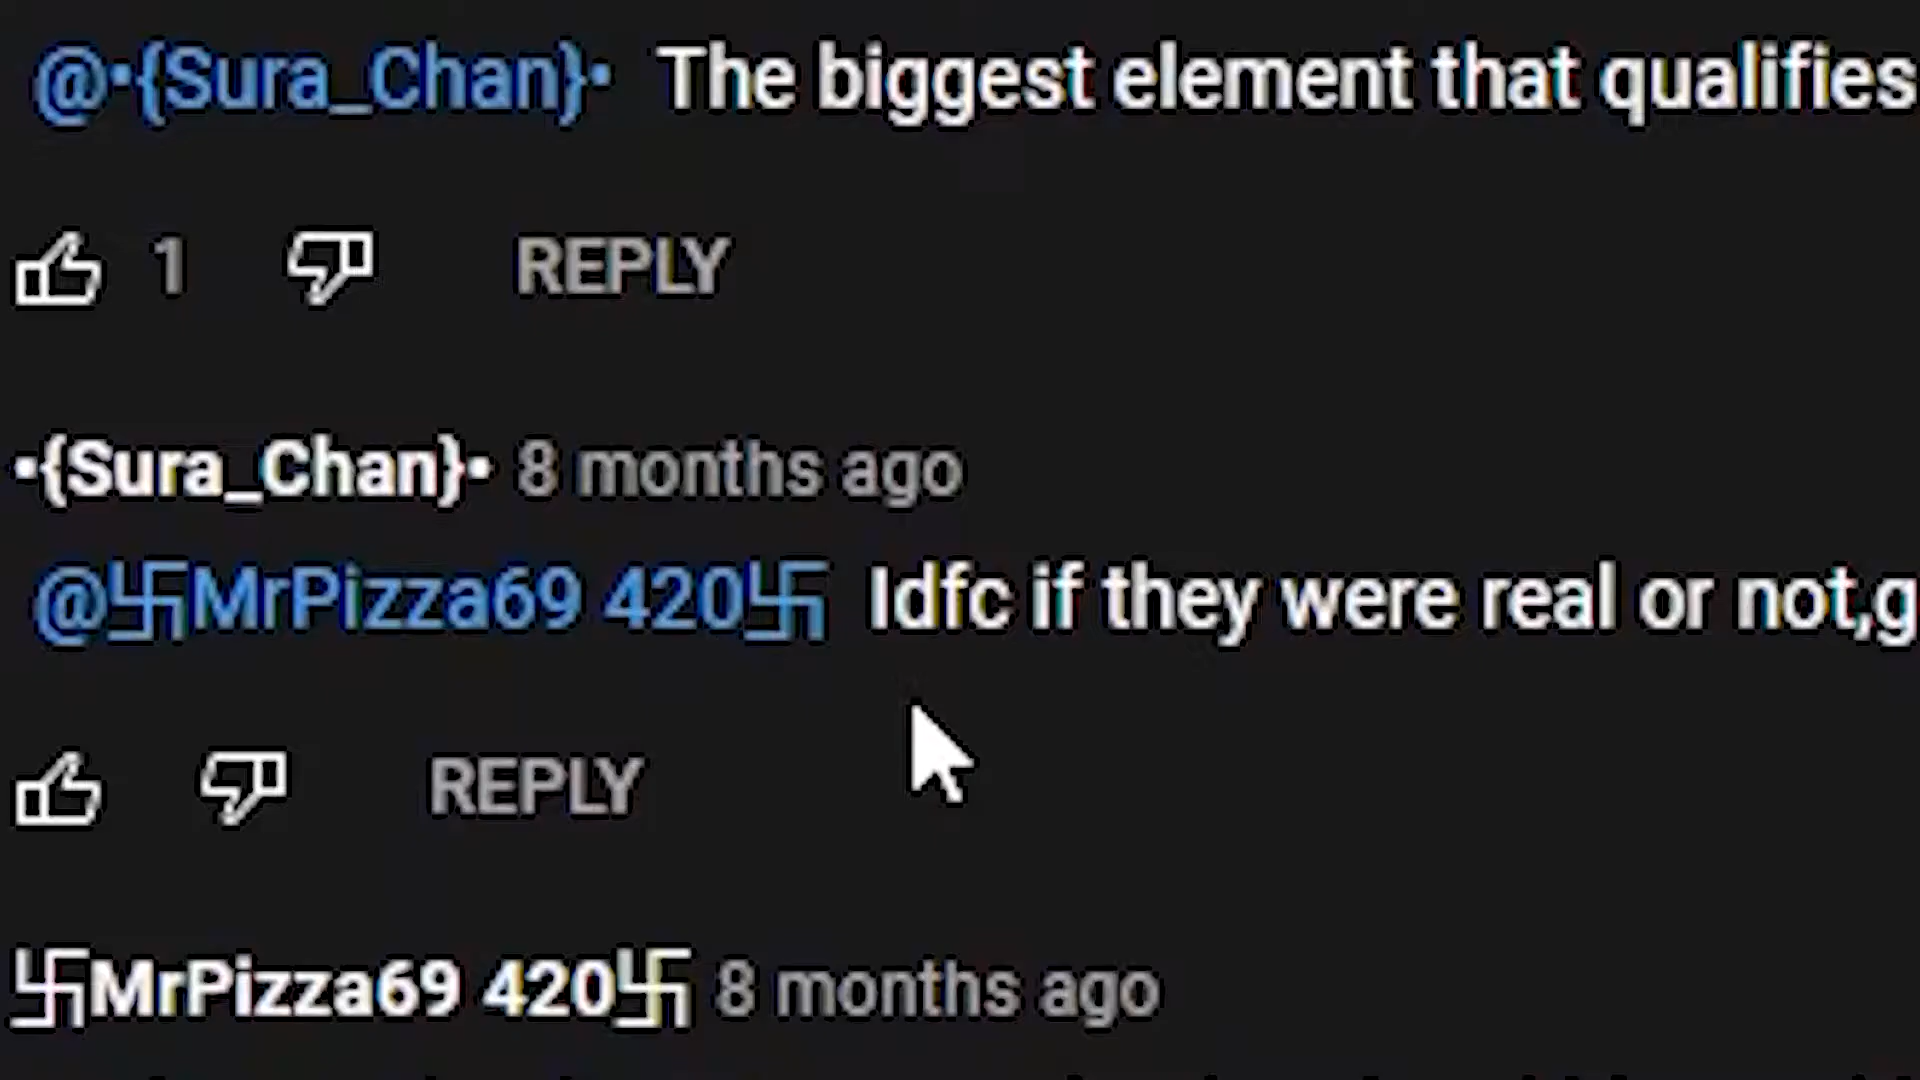 @•{Sura_Chan}• The biggest element that qualifies
1 REPLY
•{Sura_Chan}• 8 months ago
@卐MrPizza69 420卐 Idfc if they were real or not,g
REPLY
卐MrPizza69 420卐 8 months ago